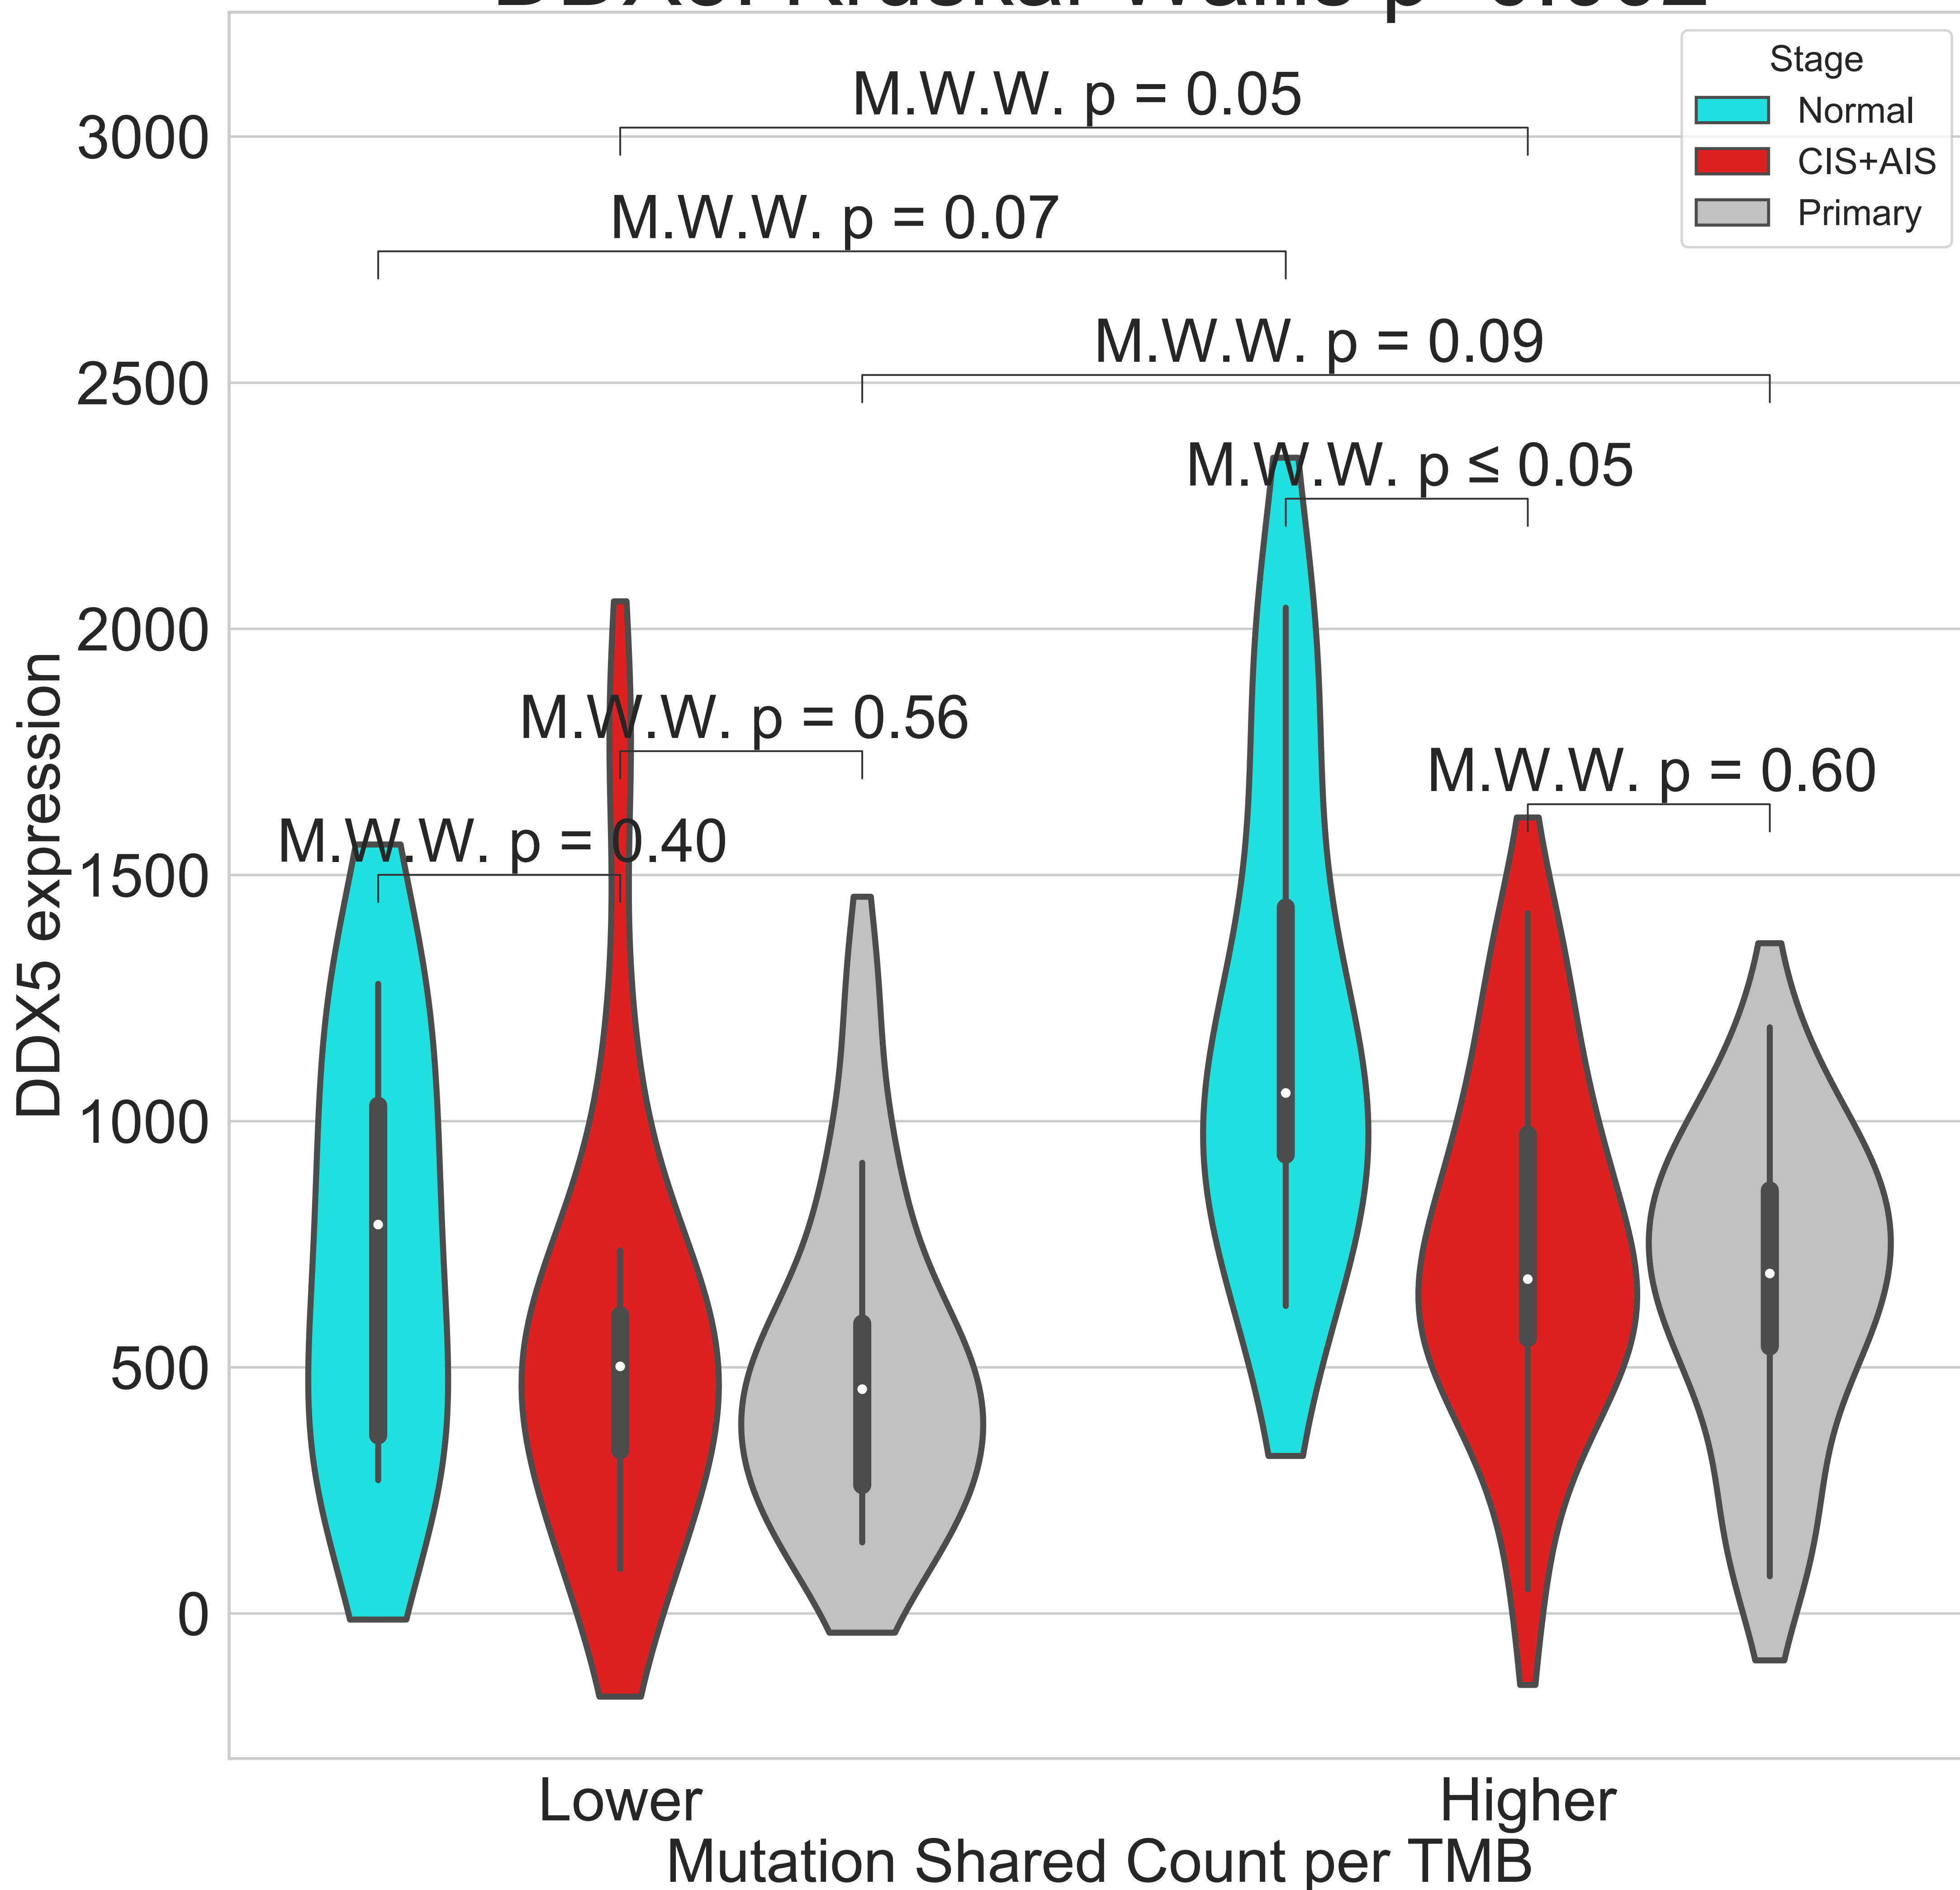 Stage
Normal
CIS+AIS
Primary
M.W.W. p = 0.05
M.W.W. p = 0.07
M.W.W. p = 0.09
M.W.W. p ≤ 0.05
M.W.W. p = 0.56
M.W.W. p = 0.60
M.W.W. p = 0.40
3000
2500
2000
1500
1000
500
0
DDX5 expression
Lower
Higher
Mutation Shared Count per TMB